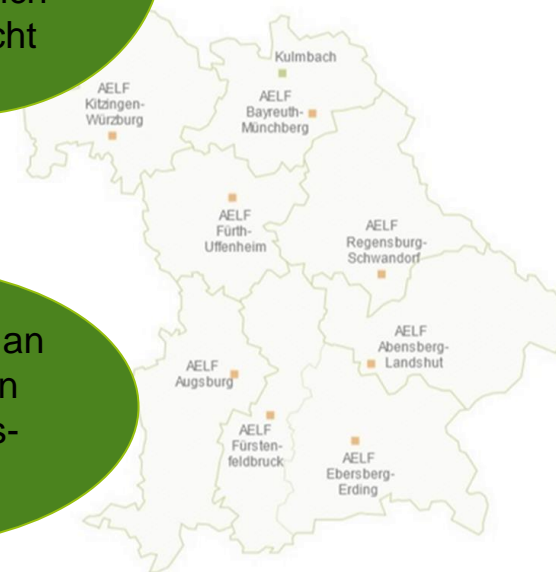 cht
Kulmbach
AELF
Kitzingen-
Würzburg
AELF
Bayreuth-
Münchberg
AELF
Fürth-
Uffenheim
AELF
Regensburg-
Schwandorf
an
n
s-
AELF
Augsburg
AELF
Abensberg-
Landshut
AELF
Fürsten-
feldbruck
AELF
Ebersberg-
Erding